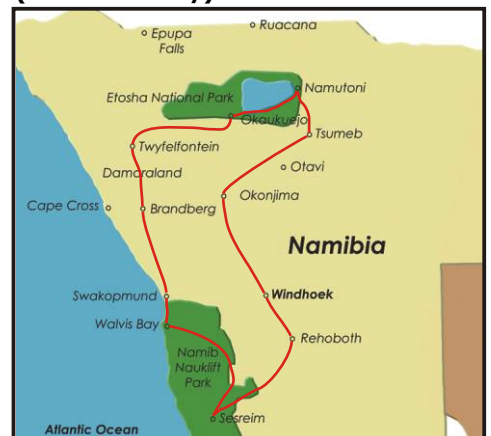 Ruacana
Epupa
Falls
Etosha National Park
Namutoni
Okaukuejo
Tsumeb
Twyfelfontein
Otavi
Damaraland
Okonjima
Cape Cross
Brandberg
Namibia
Swakopmund
Windhoek
Walvis Bay
Rehoboth
Namib
Nauklift
Park
Sesreim
Atlantic Ocean